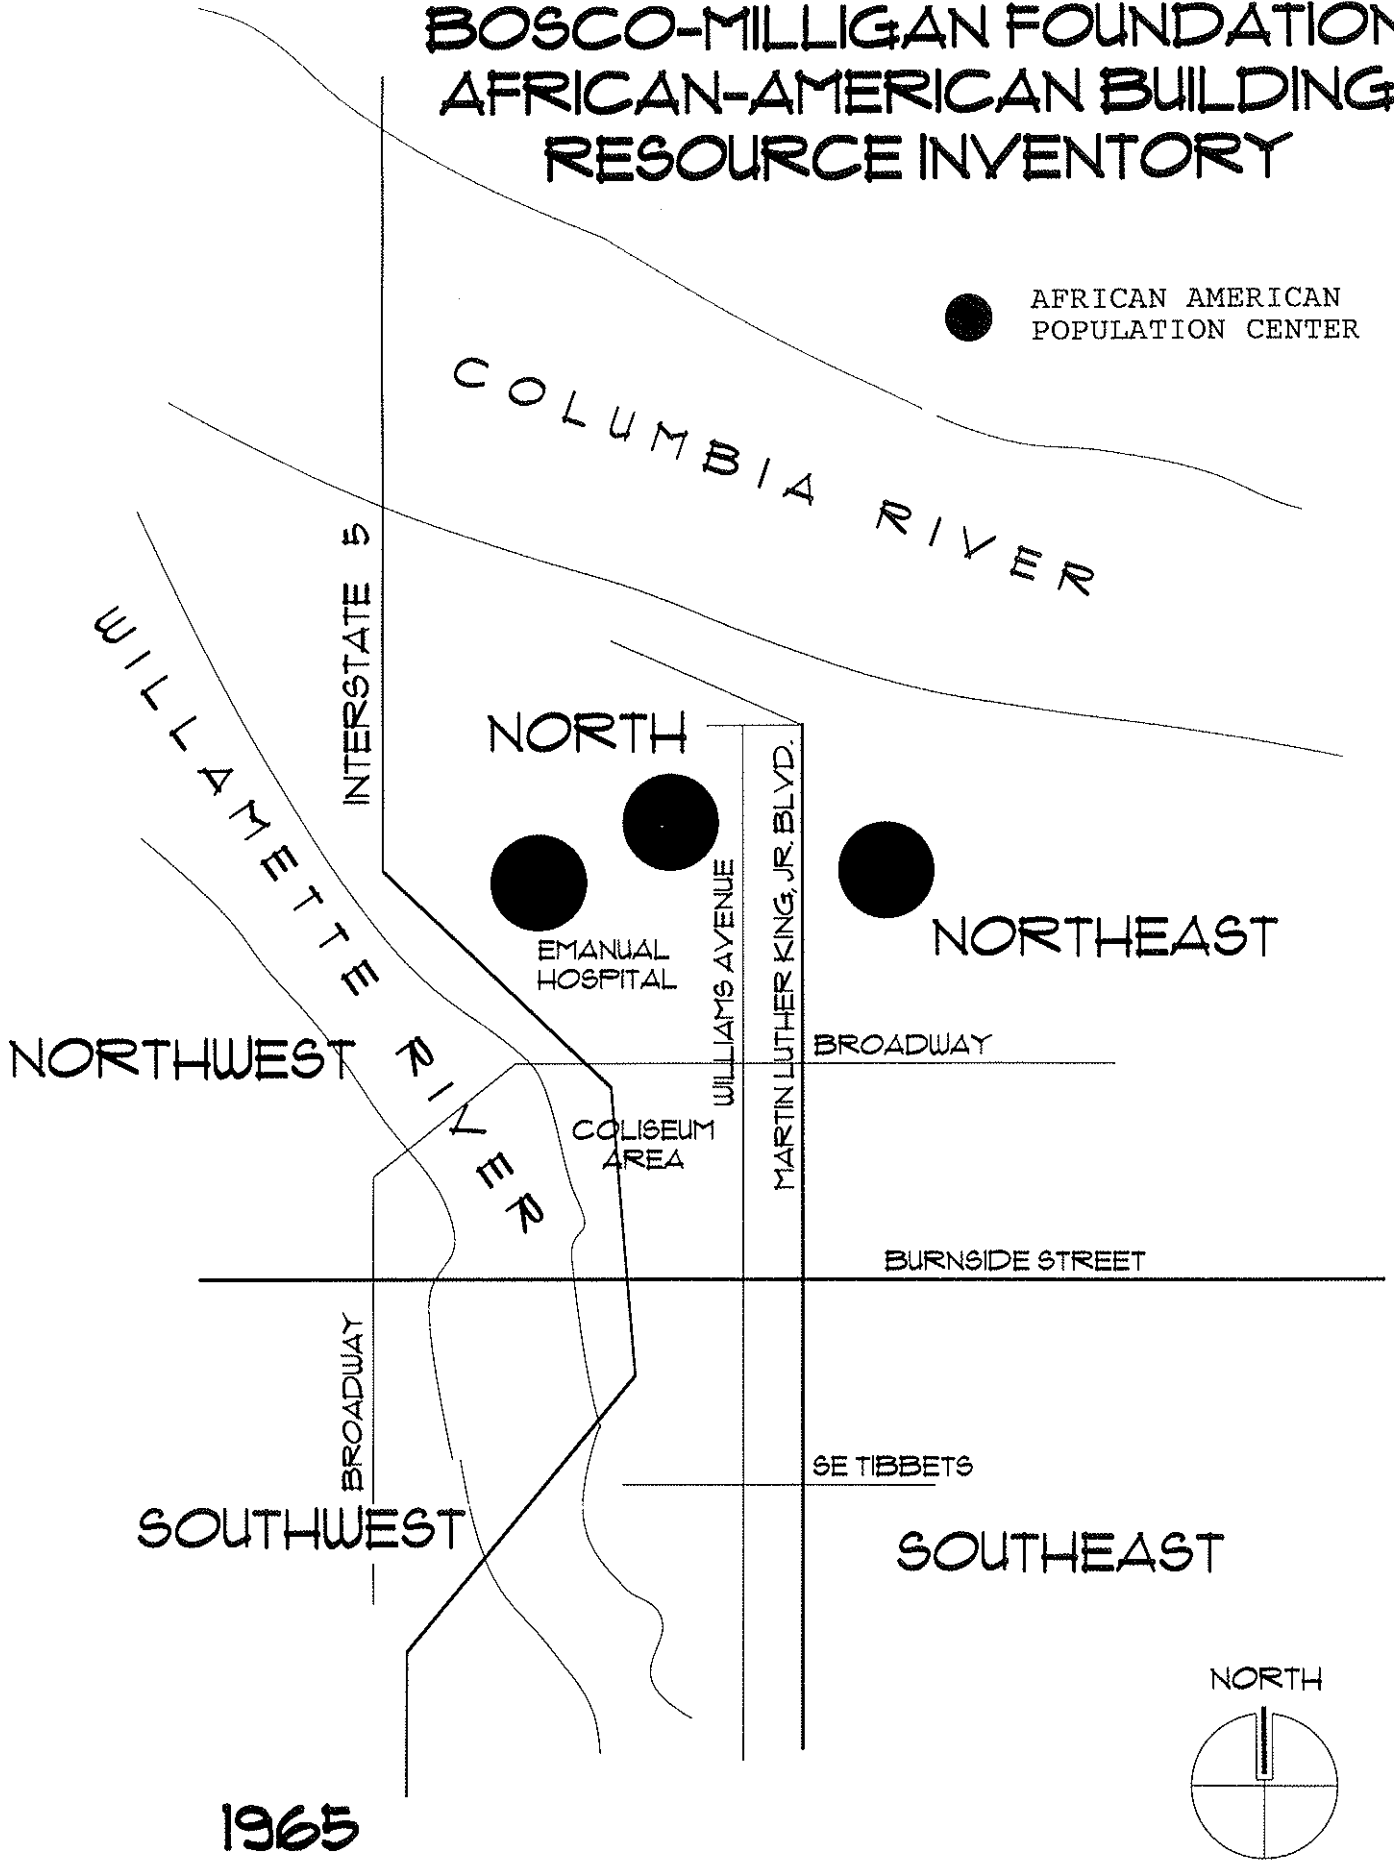 BOSCO-MILLIGAN FOUNDATION
AFRICAN-AMERICAN BUILDING
RESOURCE INVENTORY
AFRICAN AMERICAN
POPULATION CENTER
COLUMBIA RIVER
INTERSTATE 5
WILLAMETTE RIVER
NORTH
MARTIN LUTHER KING, JR. BLVD.
WILLIAMS AVENUE
NORTHEAST
EMANUAL
HOSPITAL
NORTHWEST
BROADWAY
COLISEUM
AREA
BURNSIDE STREET
BROADWAY
SE TIBBETS
SOUTHWEST
SOUTHEAST
NORTH
1965